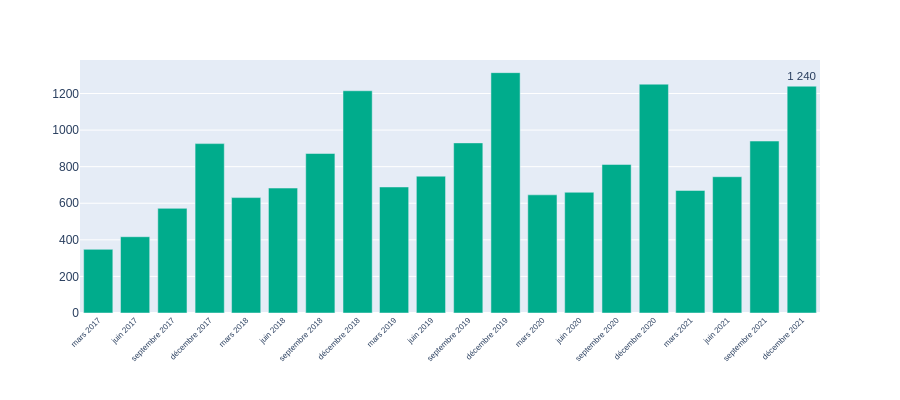 1 240
1200
1000
800
600
400
200
0
mars 2017
juin 2017
septembre 2017
décembre 2017
mars 2018
juin 2018
septembre 2018
décembre 2018
mars 2019
juin 2019
septembre 2019
décembre 2019
mars 2020
juin 2020
septembre 2020
décembre 2020
mars 2021
juin 2021
septembre 2021
décembre 2021